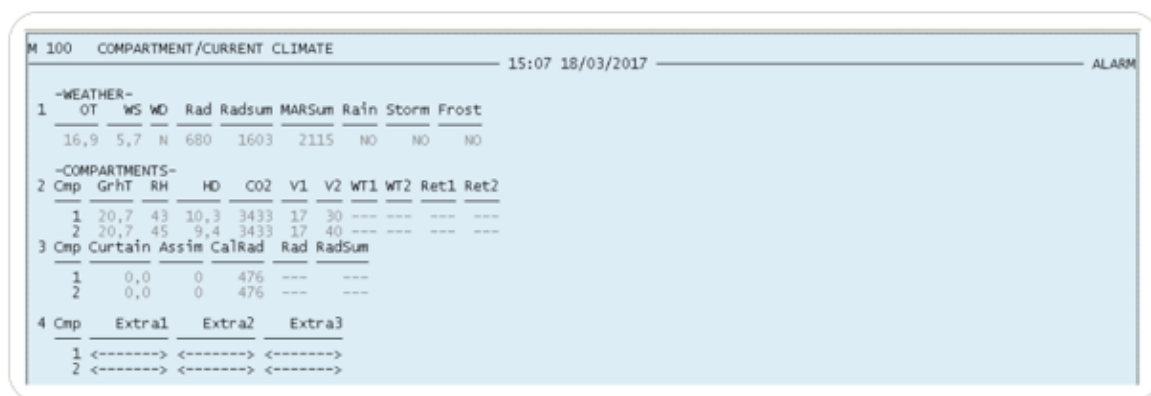 M 100 COMPARTMENT/CURRENT CLIMATE
15:07 18/03/2017 ALARM
-WEATHER-
1 OT WS WD Rad Radsum MARSum Rain Storm Frost
16,9 5,7 N 680 1603 2115 NO NO NO
-COMPARTMENTS-
2 Cmp GrhT RH HD CO2 V1 V2 WT1 WT2 Ret1 Ret2
1 20,7 43 10,3 3433 17 30 --- --- --- ---
2 20,7 45 9,4 3433 17 40 --- --- --- ---
3 Cmp Curtain Assim CalRad Rad RadSum
1 0,0 0 476 --- ---
2 0,0 0 476 --- ---
4 Cmp Extra1 Extra2 Extra3
1 <-------> <-------> <------->
2 <-------> <-------> <------->